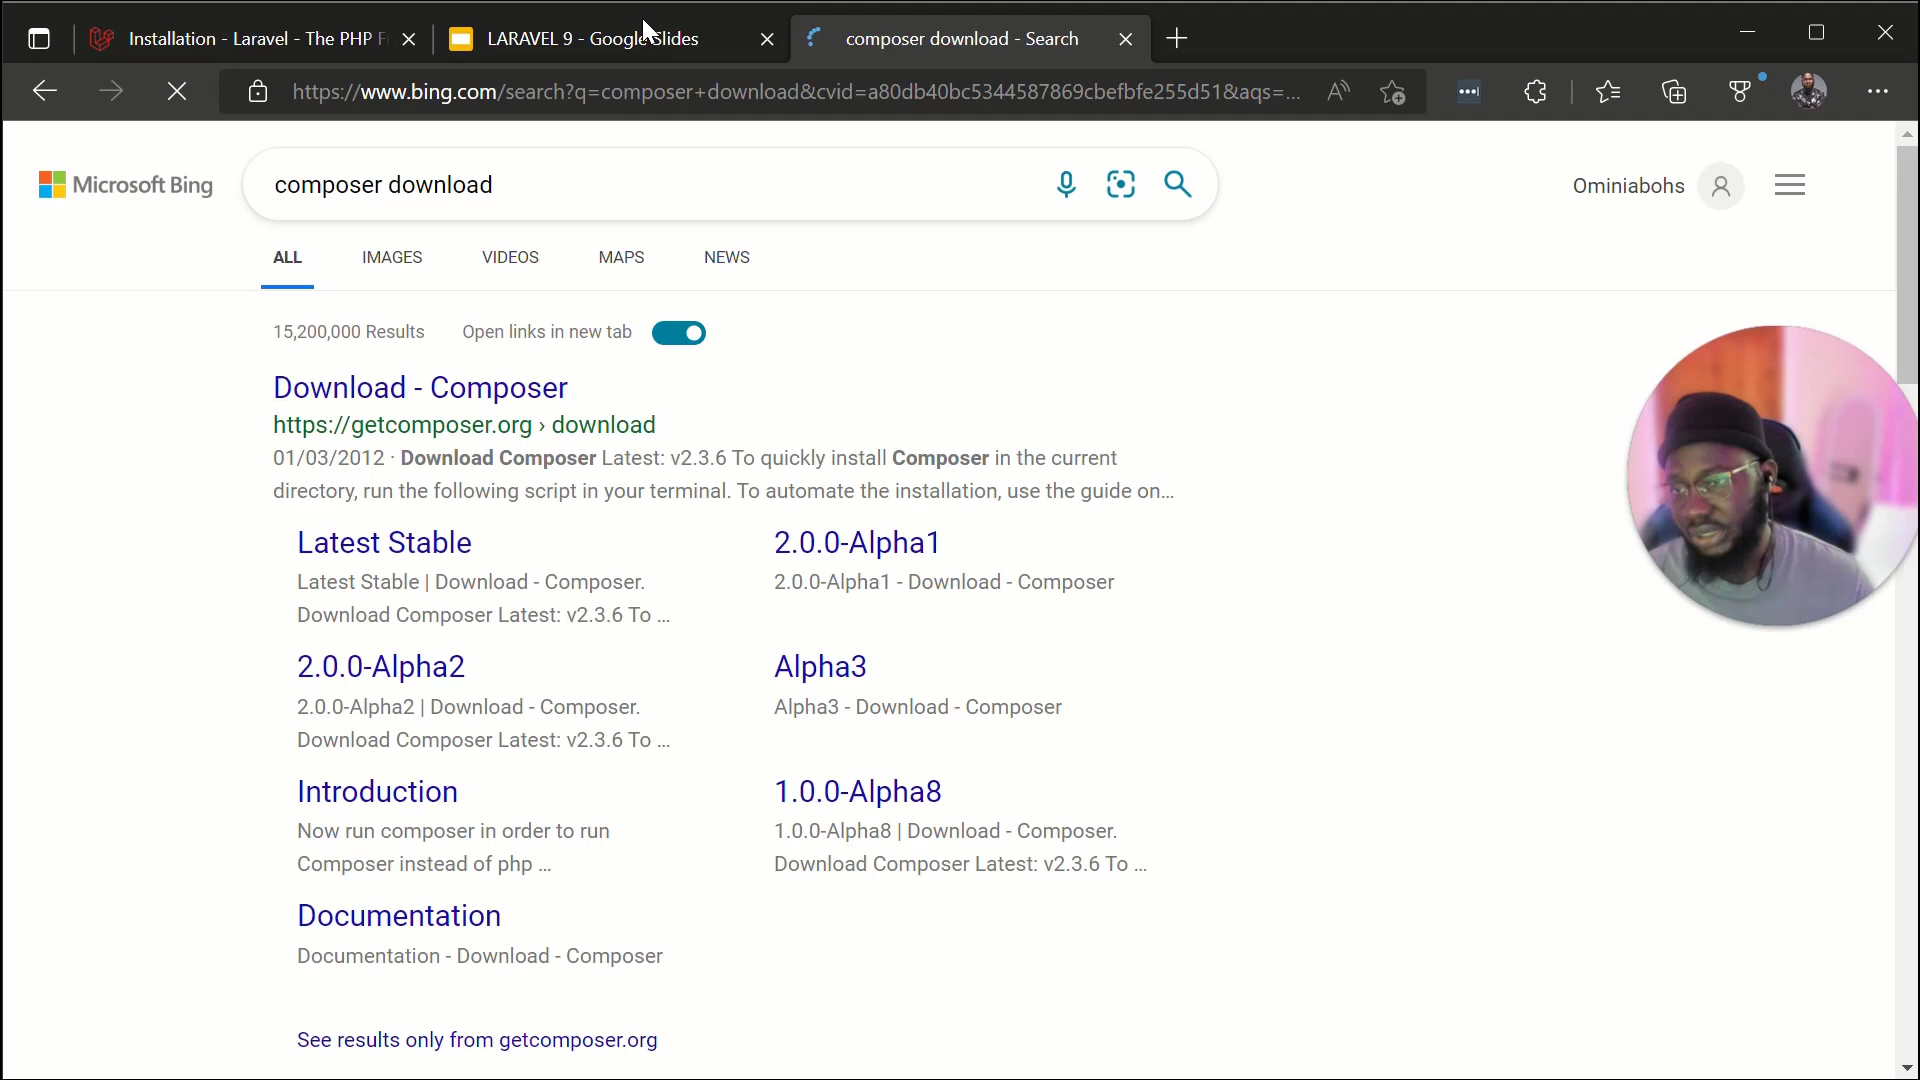 Installation - Laravel - The PHP F
LARAVEL 9 - Google Slides
composer download - Search
https://www.bing.com/search?q=composer+download&cvid=a80db40bc5344587869cbefbfe255d51&aqs=...
Microsoft Bing
composer download
Ominiabohs
ALL
IMAGES
VIDEOS
MAPS
NEWS
15,200,000 Results
Open links in new tab
Download - Composer
https://getcomposer.org › download
01/03/2012 · Download Composer Latest: v2.3.6 To quickly install Composer in the current
directory, run the following script in your terminal. To automate the installation, use the guide on...
Latest Stable
Latest Stable | Download - Composer.
Download Composer Latest: v2.3.6 To ...
2.0.0-Alpha1
2.0.0-Alpha1 - Download - Composer
2.0.0-Alpha2
2.0.0-Alpha2 | Download - Composer.
Download Composer Latest: v2.3.6 To ...
Alpha3
Alpha3 - Download - Composer
Introduction
Now run composer in order to run
Composer instead of php ...
1.0.0-Alpha8
1.0.0-Alpha8 | Download - Composer.
Download Composer Latest: v2.3.6 To ...
Documentation
Documentation - Download - Composer
See results only from getcomposer.org